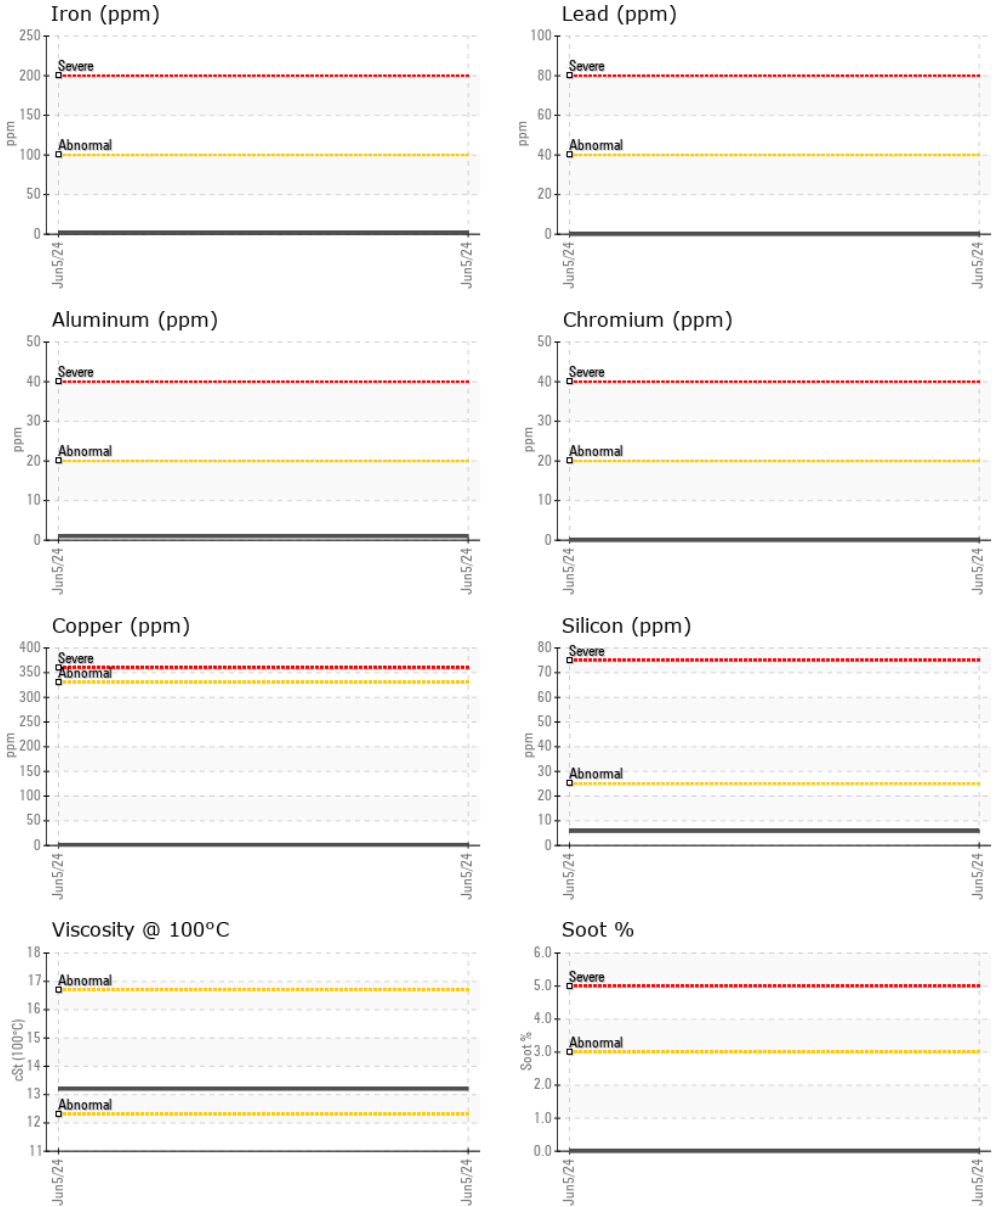 Iron (ppm)
250
200
150
100
50
0
ppm
Severe
Abnormal
Jun5/24
Jun5/24
Lead (ppm)
100
80
60
40
20
0
ppm
Severe
Abnormal
Jun5/24
Jun5/24
Aluminum (ppm)
50
40
30
20
10
0
ppm
Severe
Abnormal
Jun5/24
Jun5/24
Chromium (ppm)
50
40
30
20
10
0
ppm
Severe
Abnormal
Jun5/24
Jun5/24
Copper (ppm)
400
350
300
250
200
150
100
50
0
ppm
Severe
Abnormal
Jun5/24
Jun5/24
Silicon (ppm)
80
70
60
50
40
30
20
10
0
ppm
Severe
Abnormal
Jun5/24
Jun5/24
Viscosity @ 100°C
18
17
16
15
14
13
12
11
cSt (100°C)
Abnormal
Abnormal
Jun5/24
Jun5/24
Soot %
6.0
5.0
4.0
3.0
2.0
1.0
0.0
Soot %
Severe
Abnormal
Jun5/24
Jun5/24